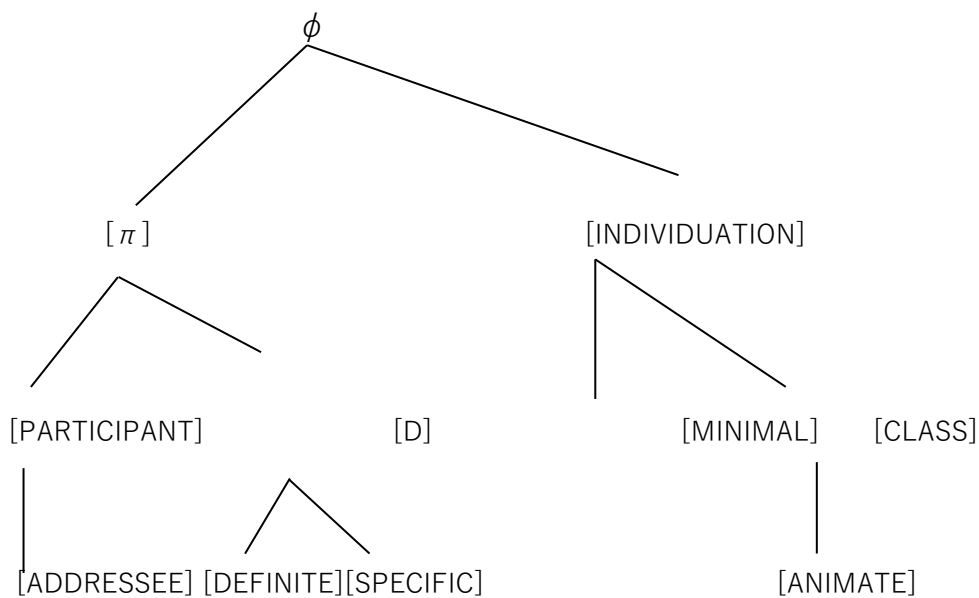 ϕ
[π] [INDIVIDUATION]
[PARTICIPANT] [D] [MINIMAL] [CLASS]
[ADDRESSEE] [DEFINITE][SPECIFIC] [ANIMATE]